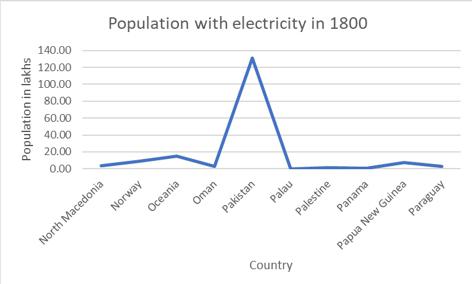 Population with electricity in 1800
Population in lakhs
140.00
120.00
100.00
80.00
60.00
40.00
20.00
0.00
North Macedonia
Norway
Oceania
Oman
Pakistan
Palau
Palestine
Panama
Papua New Guinea
Paraguay
Country